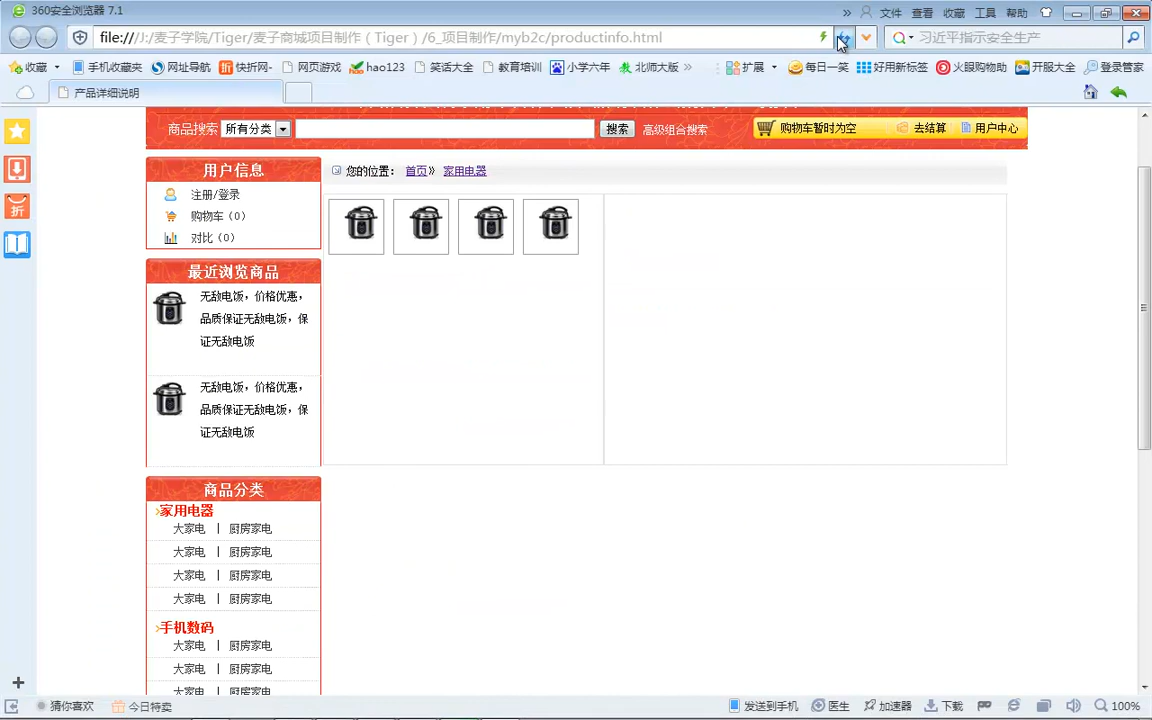 360安全浏览器 7.1
» 文件 查看 收藏 工具 帮助
file:///J:/麦子学院/Tiger/麦子商城项目制作（Tiger）/6_项目制作/myb2c/productinfo.html
习近平指示安全生产
收藏 手机收藏夹 网址导航 折 快折网- 网页游戏 hao123 笑话大全 教育培训 小学六年 北师大版 » 扩展 每日一笑 好用新标签 火眼购物助 开服大全 登录管家
产品详细说明
商品搜索 所有分类 搜索 高级组合搜索 购物车暂时为空 去结算 用户中心
用户信息
注册/登录
购物车（0）
对比（0）
您的位置： 首页» 家用电器
最近浏览商品
无敌电饭，价格优惠，
品质保证无敌电饭，保
证无敌电饭
无敌电饭，价格优惠，
品质保证无敌电饭，保
证无敌电饭
商品分类
家用电器
大家电 | 厨房家电
大家电 | 厨房家电
大家电 | 厨房家电
大家电 | 厨房家电
手机数码
大家电 | 厨房家电
大家电 | 厨房家电
大家电 | 厨房家电
折
猜你喜欢 今日特卖 发送到手机 医生 加速器 下载 100%